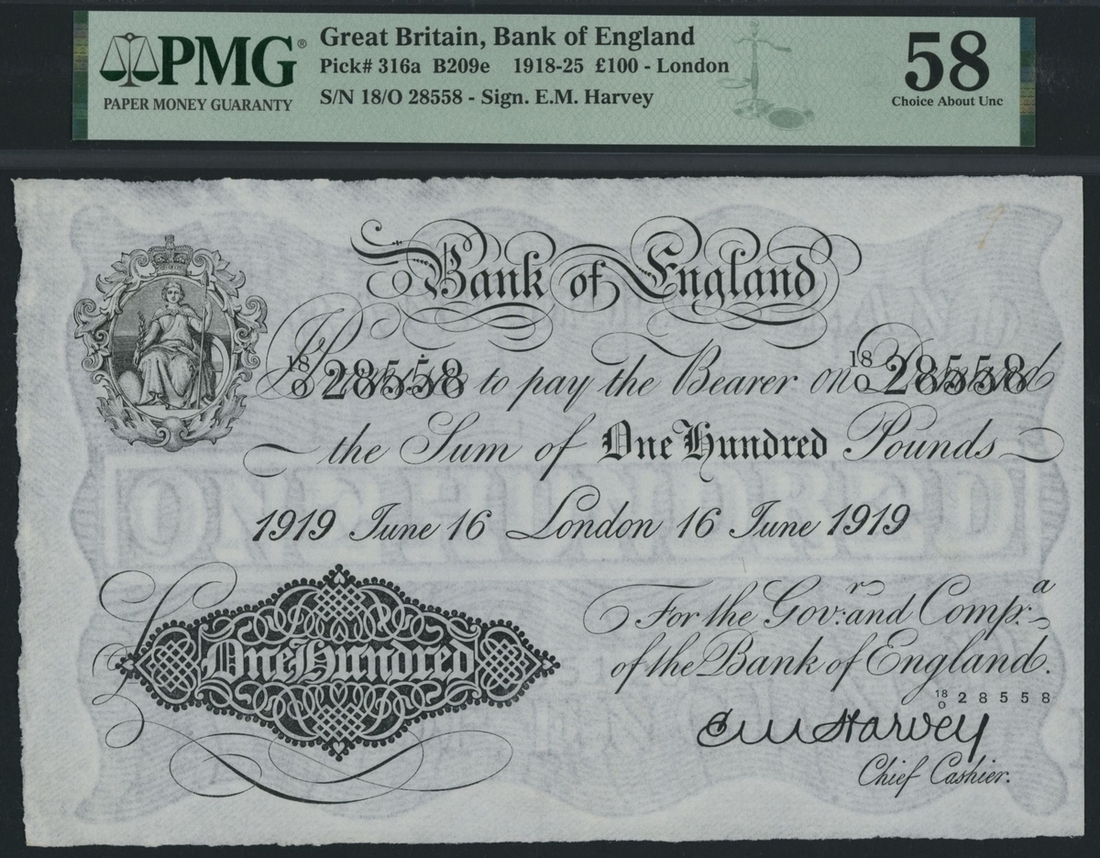 PMG®
PAPER MONEY GUARANTY
Great Britain, Bank of England
Pick# 316a B209e 1918-25 £100 - London
S/N 18/O 28558 - Sign. E.M. Harvey
58
Choice About Unc
Bank of England
18/O 28558 18/O 28558
I Promise to pay the Bearer on Demand
the Sum of One Hundred Pounds
1919 June 16 London 16 June 1919
For the Govr: and Compa:
of the Bank of England.
£ One Hundred
18/O 28558
E M Harvey
Chief Cashier.